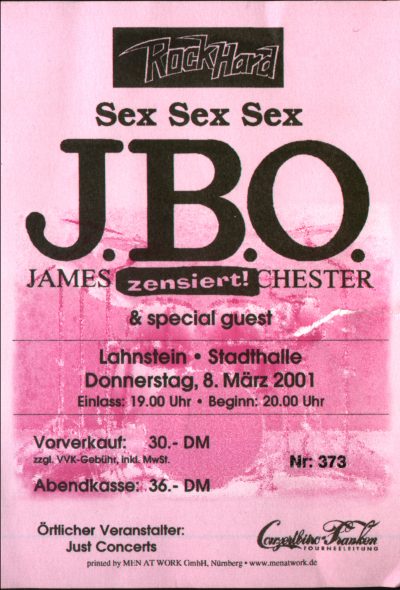 RockHard
Sex Sex Sex
J.B.O.
JAMES zensiert! CHESTER
& special guest
Lahnstein • Stadthalle
Donnerstag, 8. März 2001
Einlass: 19.00 Uhr • Beginn: 20.00 Uhr
Vorverkauf: 30.- DM
zzgl. VVK-Gebühr, inkl. MwSt.
Nr: 373
Abendkasse: 36.- DM
Örtlicher Veranstalter:
Just Concerts
Concertbüro Franken
TOURNEELEITUNG
printed by MEN AT WORK GmbH, Nürnberg • www.menatwork.de